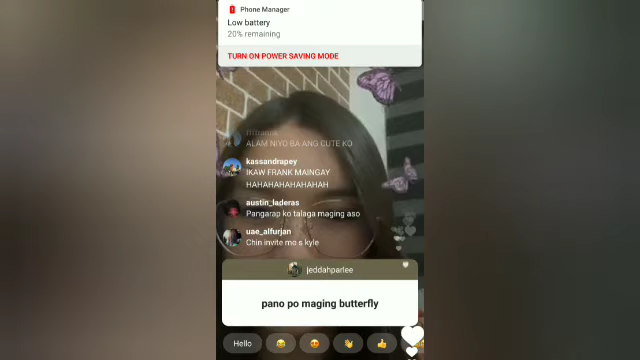 Phone Manager
Low battery
20% remaining
TURN ON POWER SAVING MODE
ALAM NIYO BA ANG CUTE KO
kassandrapey
IKAW FRANK MAINGAY
HAHAHAHAHAHAH
austin_laderas
Pangarap ko talaga maging aso
uae_alfurjan
Chin invite mo s kyle
jeddahparlee
pano po maging butterfly
Hello